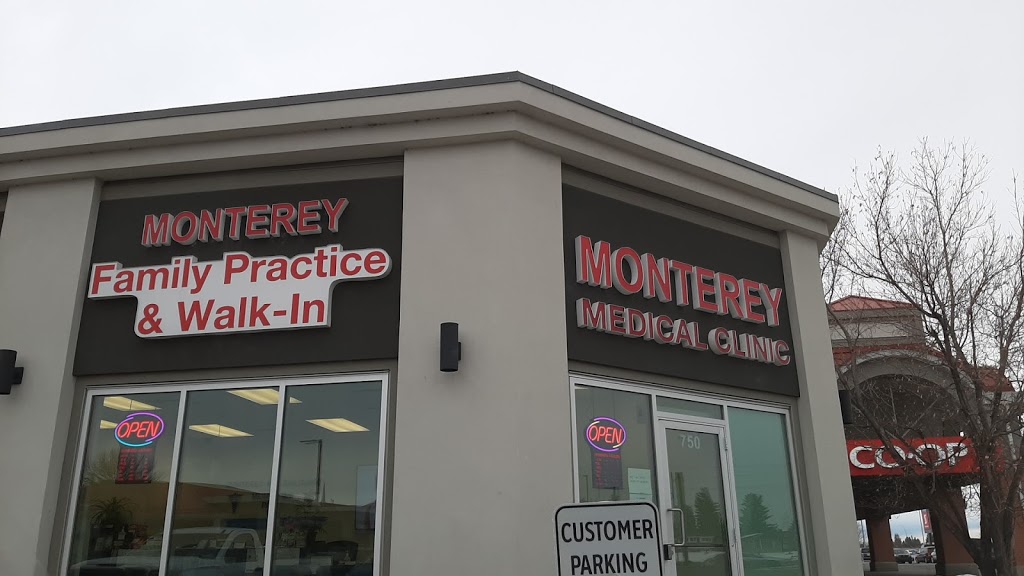 MONTEREY
Family Practice
& Walk-In
MONTEREY
MEDICAL CLINIC
OPEN
OPEN
750
CO-OP
CUSTOMER
PARKING